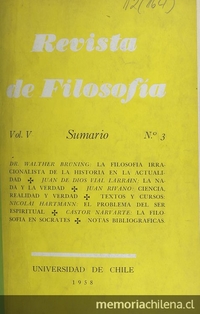 112(864)
Revista
de Filosofía
Vol. V Sumario N.º 3
DR. WALTHER BRUNING: LA FILOSOFIA IRRA-
CIONALISTA DE LA HISTORIA EN LA ACTUALI-
DAD ✣ JUAN DE DIOS VIAL LARRAIN: LA NA-
DA Y LA VERDAD ✣ JUAN RIVANO: CIENCIA,
REALIDAD Y VERDAD ✣ TEXTOS Y CURSOS:
NICOLAI HARTMANN: EL PROBLEMA DEL SER
ESPIRITUAL ✣ CASTOR NARVARTE: LA FILO-
SOFIA EN SOCRATES ✣ NOTAS BIBLIOGRAFICAS
UNIVERSIDAD DE CHILE
1958
memoriachilena.cl